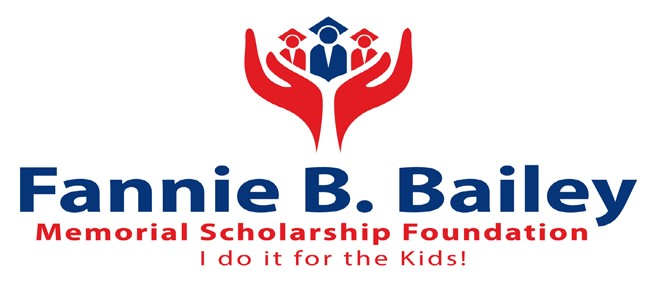 Fannie B. Bailey
Memorial Scholarship Foundation
I do it for the Kids!